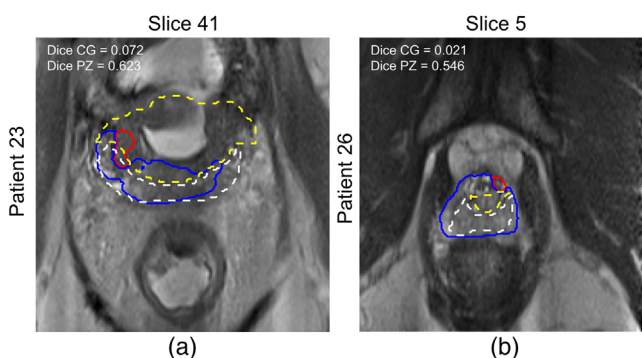 Slice 41
Slice 5
Dice CG = 0.072
Dice PZ = 0.623
Dice CG = 0.021
Dice PZ = 0.546
Patient 23
Patient 26
(a)
(b)